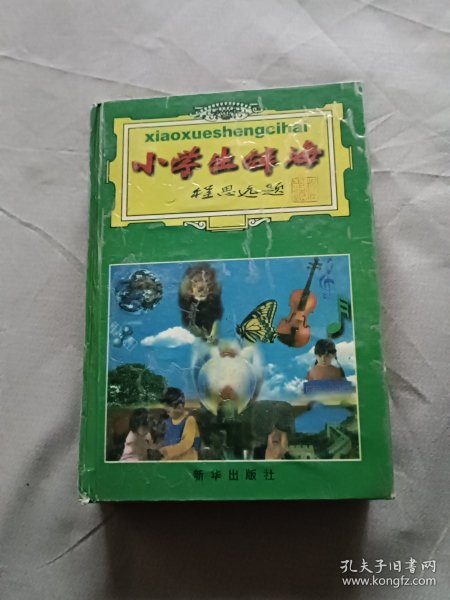 xiaoxueshengcihai
小学生辞海
程思远题
新华出版社
孔夫子旧书网
www.kongfz.com